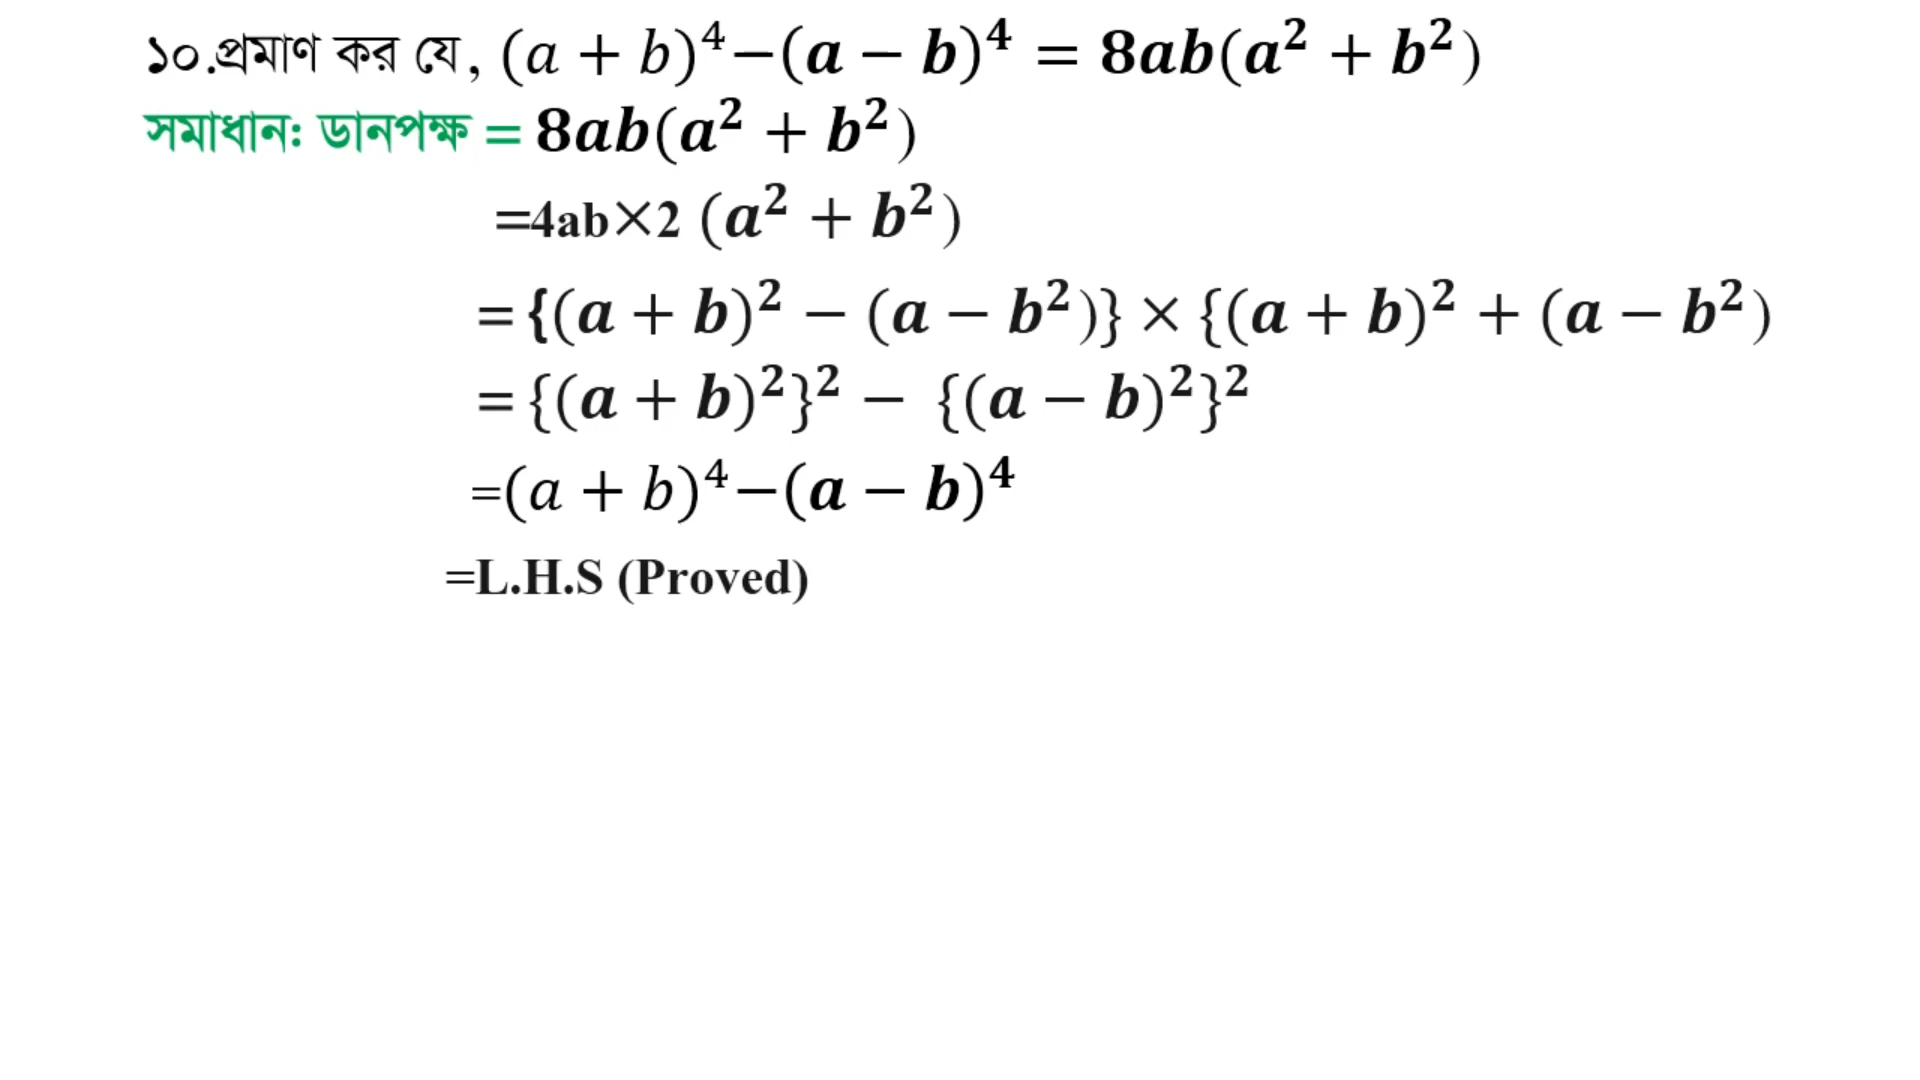 ১০.প্রমাণ কর যে, (a + b)⁴−(a − b)⁴ = 8ab(a² + b²)
সমাধানঃ ডানপক্ষ = 8ab(a² + b²)
=4ab×2 (a² + b²)
= {(a + b)² − (a − b²)} × {(a + b)² + (a − b²)
= {(a + b)²}² − {(a − b)²}²
=(a + b)⁴−(a − b)⁴
=L.H.S (Proved)